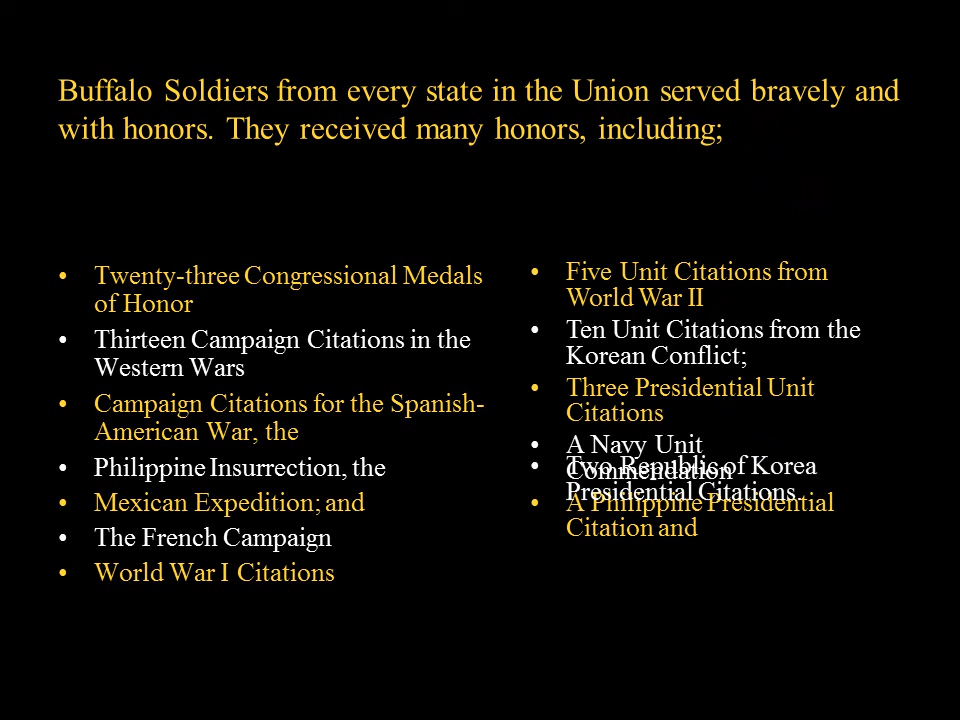 Buffalo Soldiers from every state in the Union served bravely and
with honors. They received many honors, including;
• Twenty-three Congressional Medals
of Honor
• Thirteen Campaign Citations in the
Western Wars
• Campaign Citations for the Spanish-
American War, the
• Philippine Insurrection, the
• Mexican Expedition; and
• The French Campaign
• World War I Citations
• Five Unit Citations from
World War II
• Ten Unit Citations from the
Korean Conflict;
• Three Presidential Unit
Citations
• A Navy Unit
Commendation
• Two Republic of Korea
Presidential Citations.
• A Philippine Presidential
Citation and